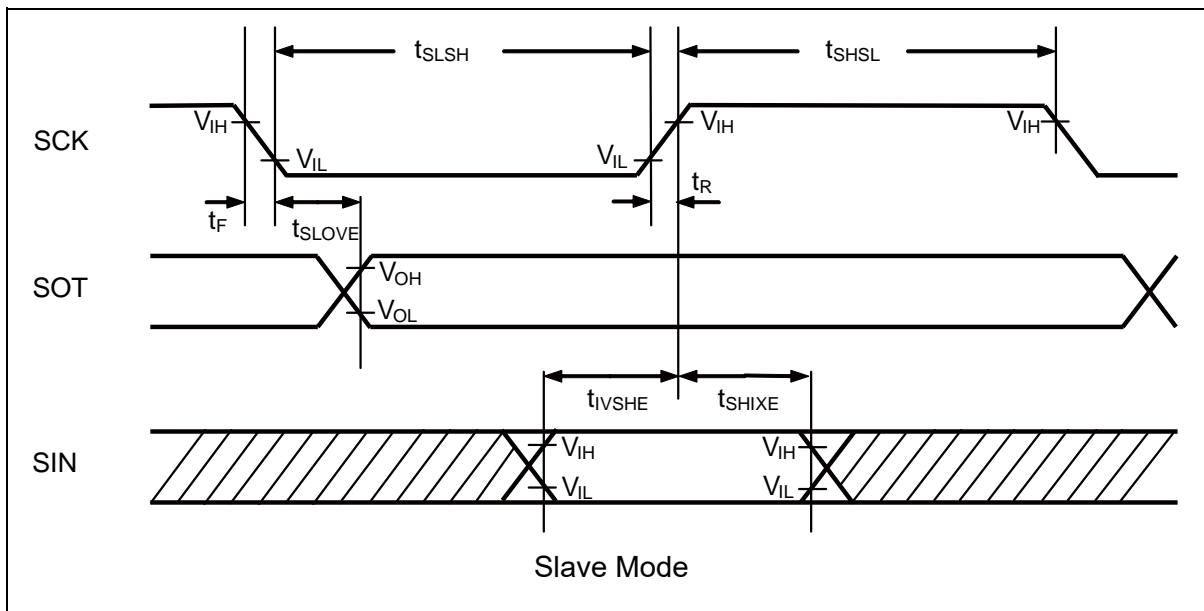 tSLSH
tSHSL
SCK
VIH
VIL
VIL
VIH
VIH
tF
tSLOVE
tR
SOT
VOH
VOL
tIVSHE
tSHIXE
SIN
VIH
VIL
VIH
VIL
Slave Mode